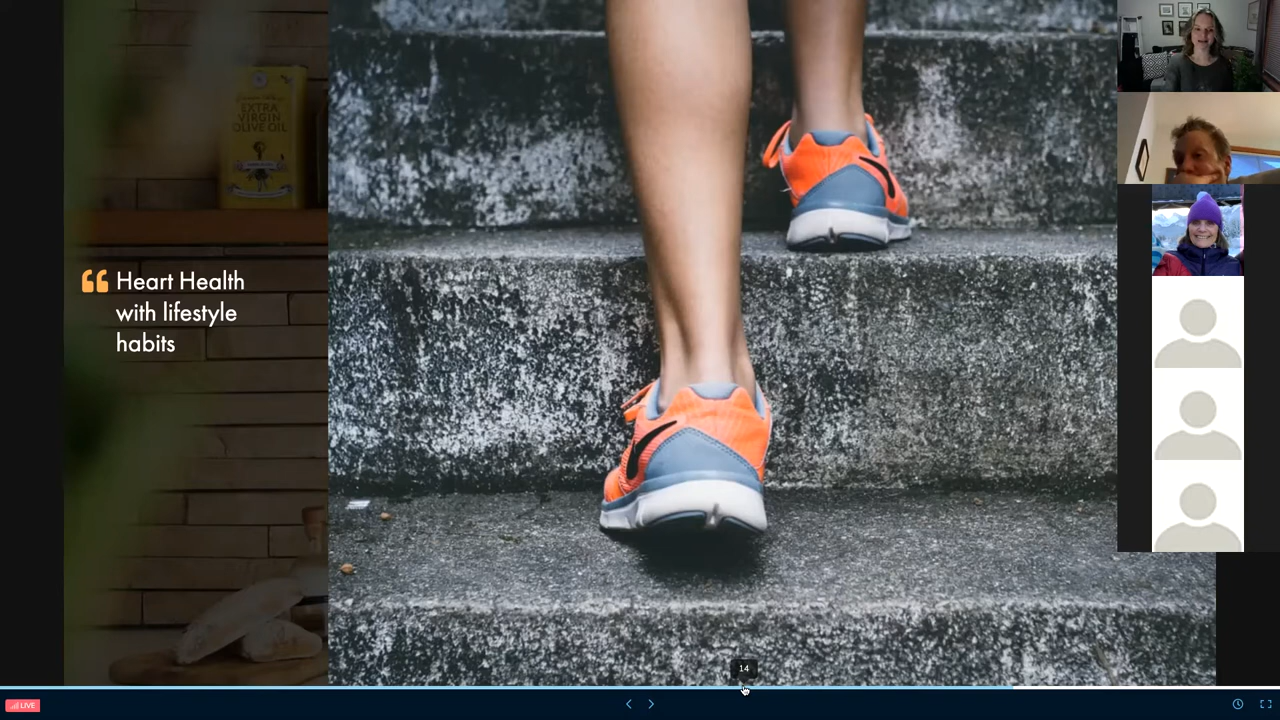 EXTRA
VIRGIN
OLIVE OIL
Heart Health
with lifestyle
habits
14
LIVE